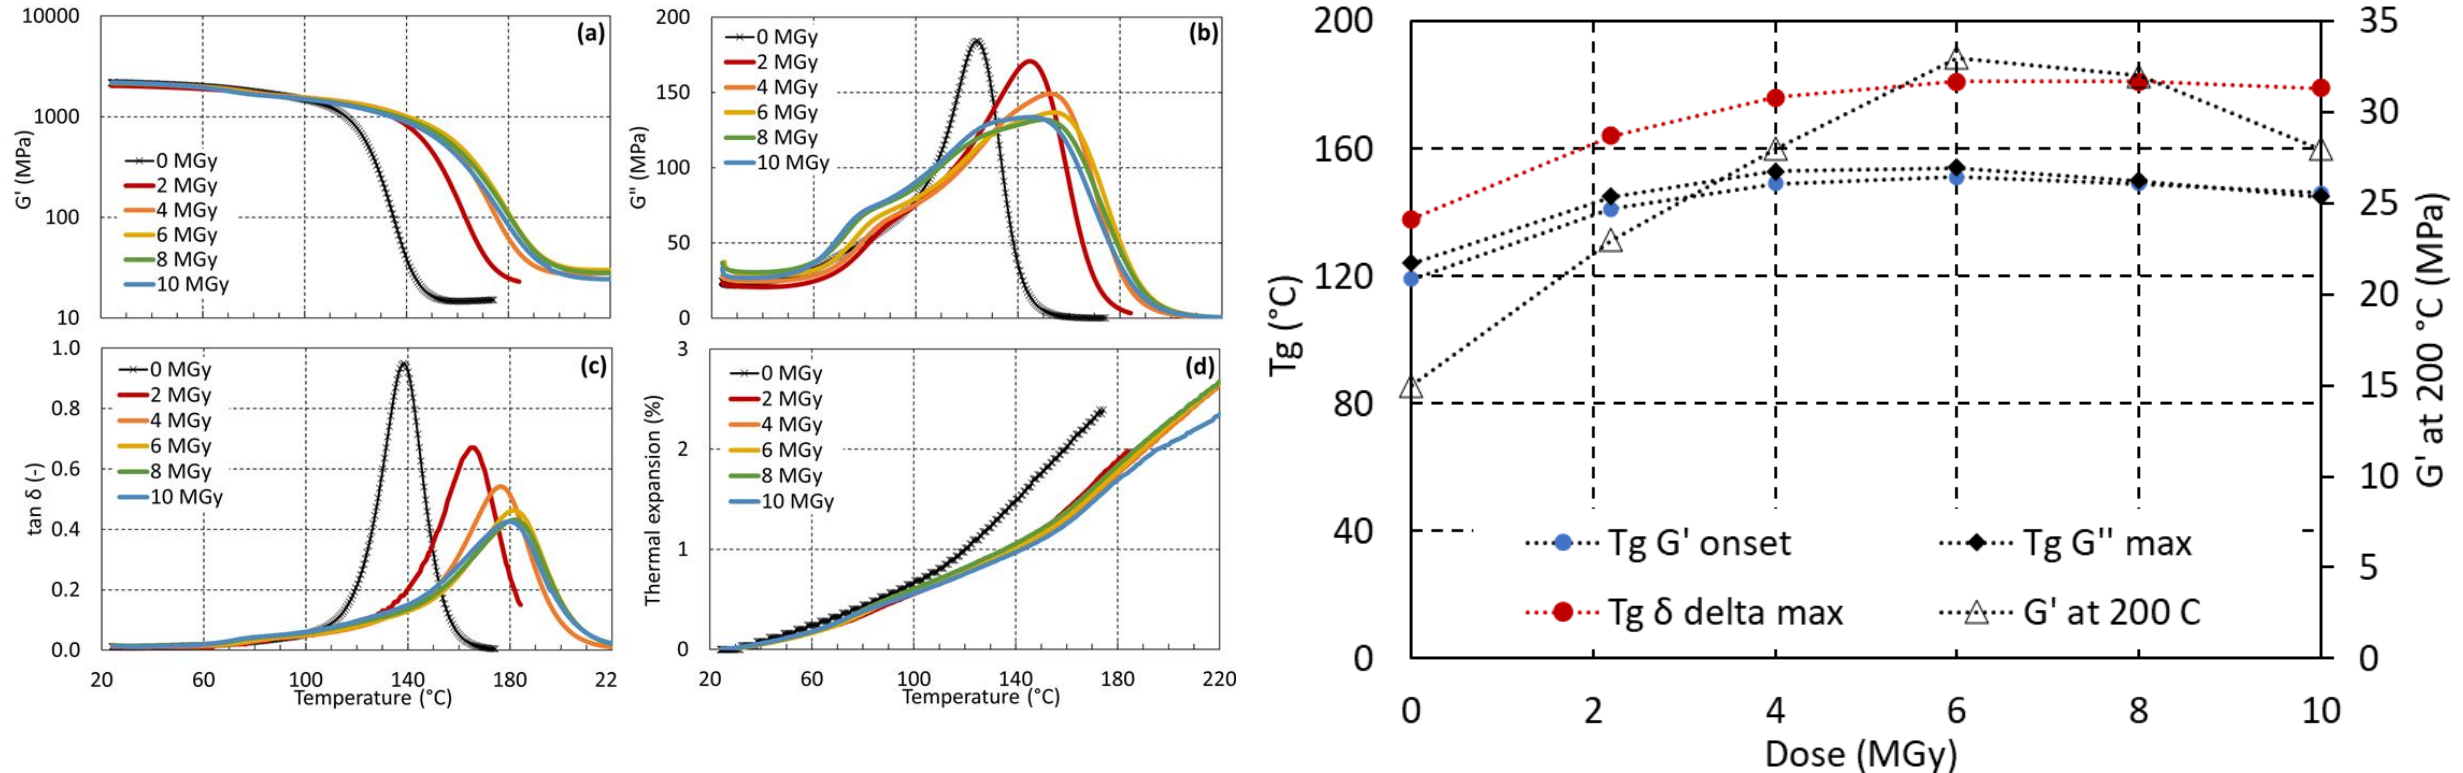 (a)
10000
1000
100
10
G' (MPa)
0 MGy
2 MGy
4 MGy
6 MGy
8 MGy
10 MGy
(b)
200
150
100
50
0
G" (MPa)
0 MGy
2 MGy
4 MGy
6 MGy
8 MGy
10 MGy
(c)
1.0
0.8
0.6
0.4
0.2
0.0
tan δ (-)
0 MGy
2 MGy
4 MGy
6 MGy
8 MGy
10 MGy
20 60 100 140 180 22
Temperature (°C)
(d)
3
2
1
0
Thermal expansion (%)
0 MGy
2 MGy
4 MGy
6 MGy
8 MGy
10 MGy
20 60 100 140 180 220
Temperature (°C)
200
160
120
80
40
0
Tg (°C)
35
30
25
20
15
10
5
0
G' at 200 °C (MPa)
Tg G' onset
Tg G'' max
Tg δ delta max
G' at 200 C
0 2 4 6 8 10
Dose (MGy)